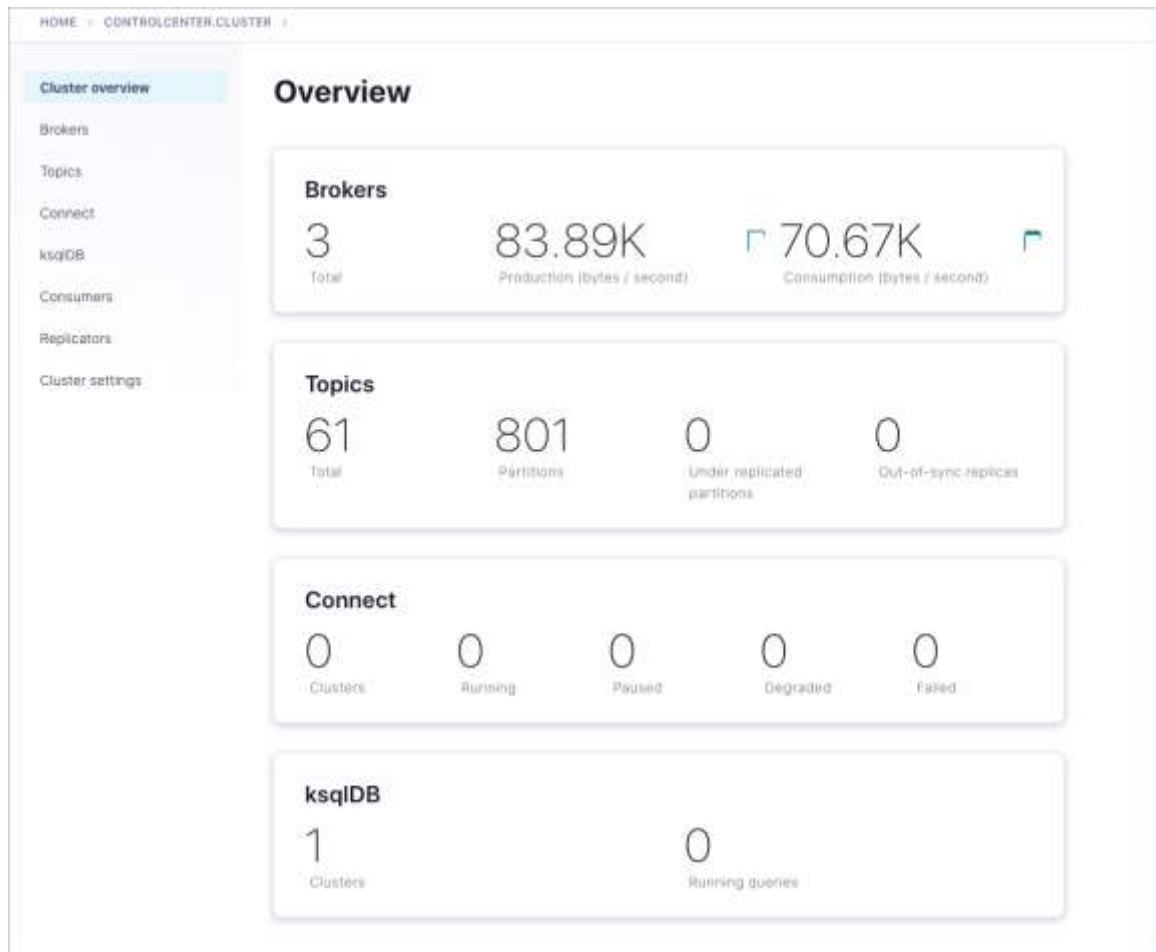 HOME > CONTROLCENTER.CLUSTER >
Cluster overview
Brokers
Topics
Connect
ksqlDB
Consumers
Replicators
Cluster settings
Overview
Brokers
3
Total
83.89K
Production (bytes / second)
70.67K
Consumption (bytes / second)
Topics
61
Total
801
Partitions
0
Under replicated
partitions
0
Out-of-sync replicas
Connect
0
Clusters
0
Running
0
Paused
0
Degraded
0
Failed
ksqlDB
1
Clusters
0
Running queries